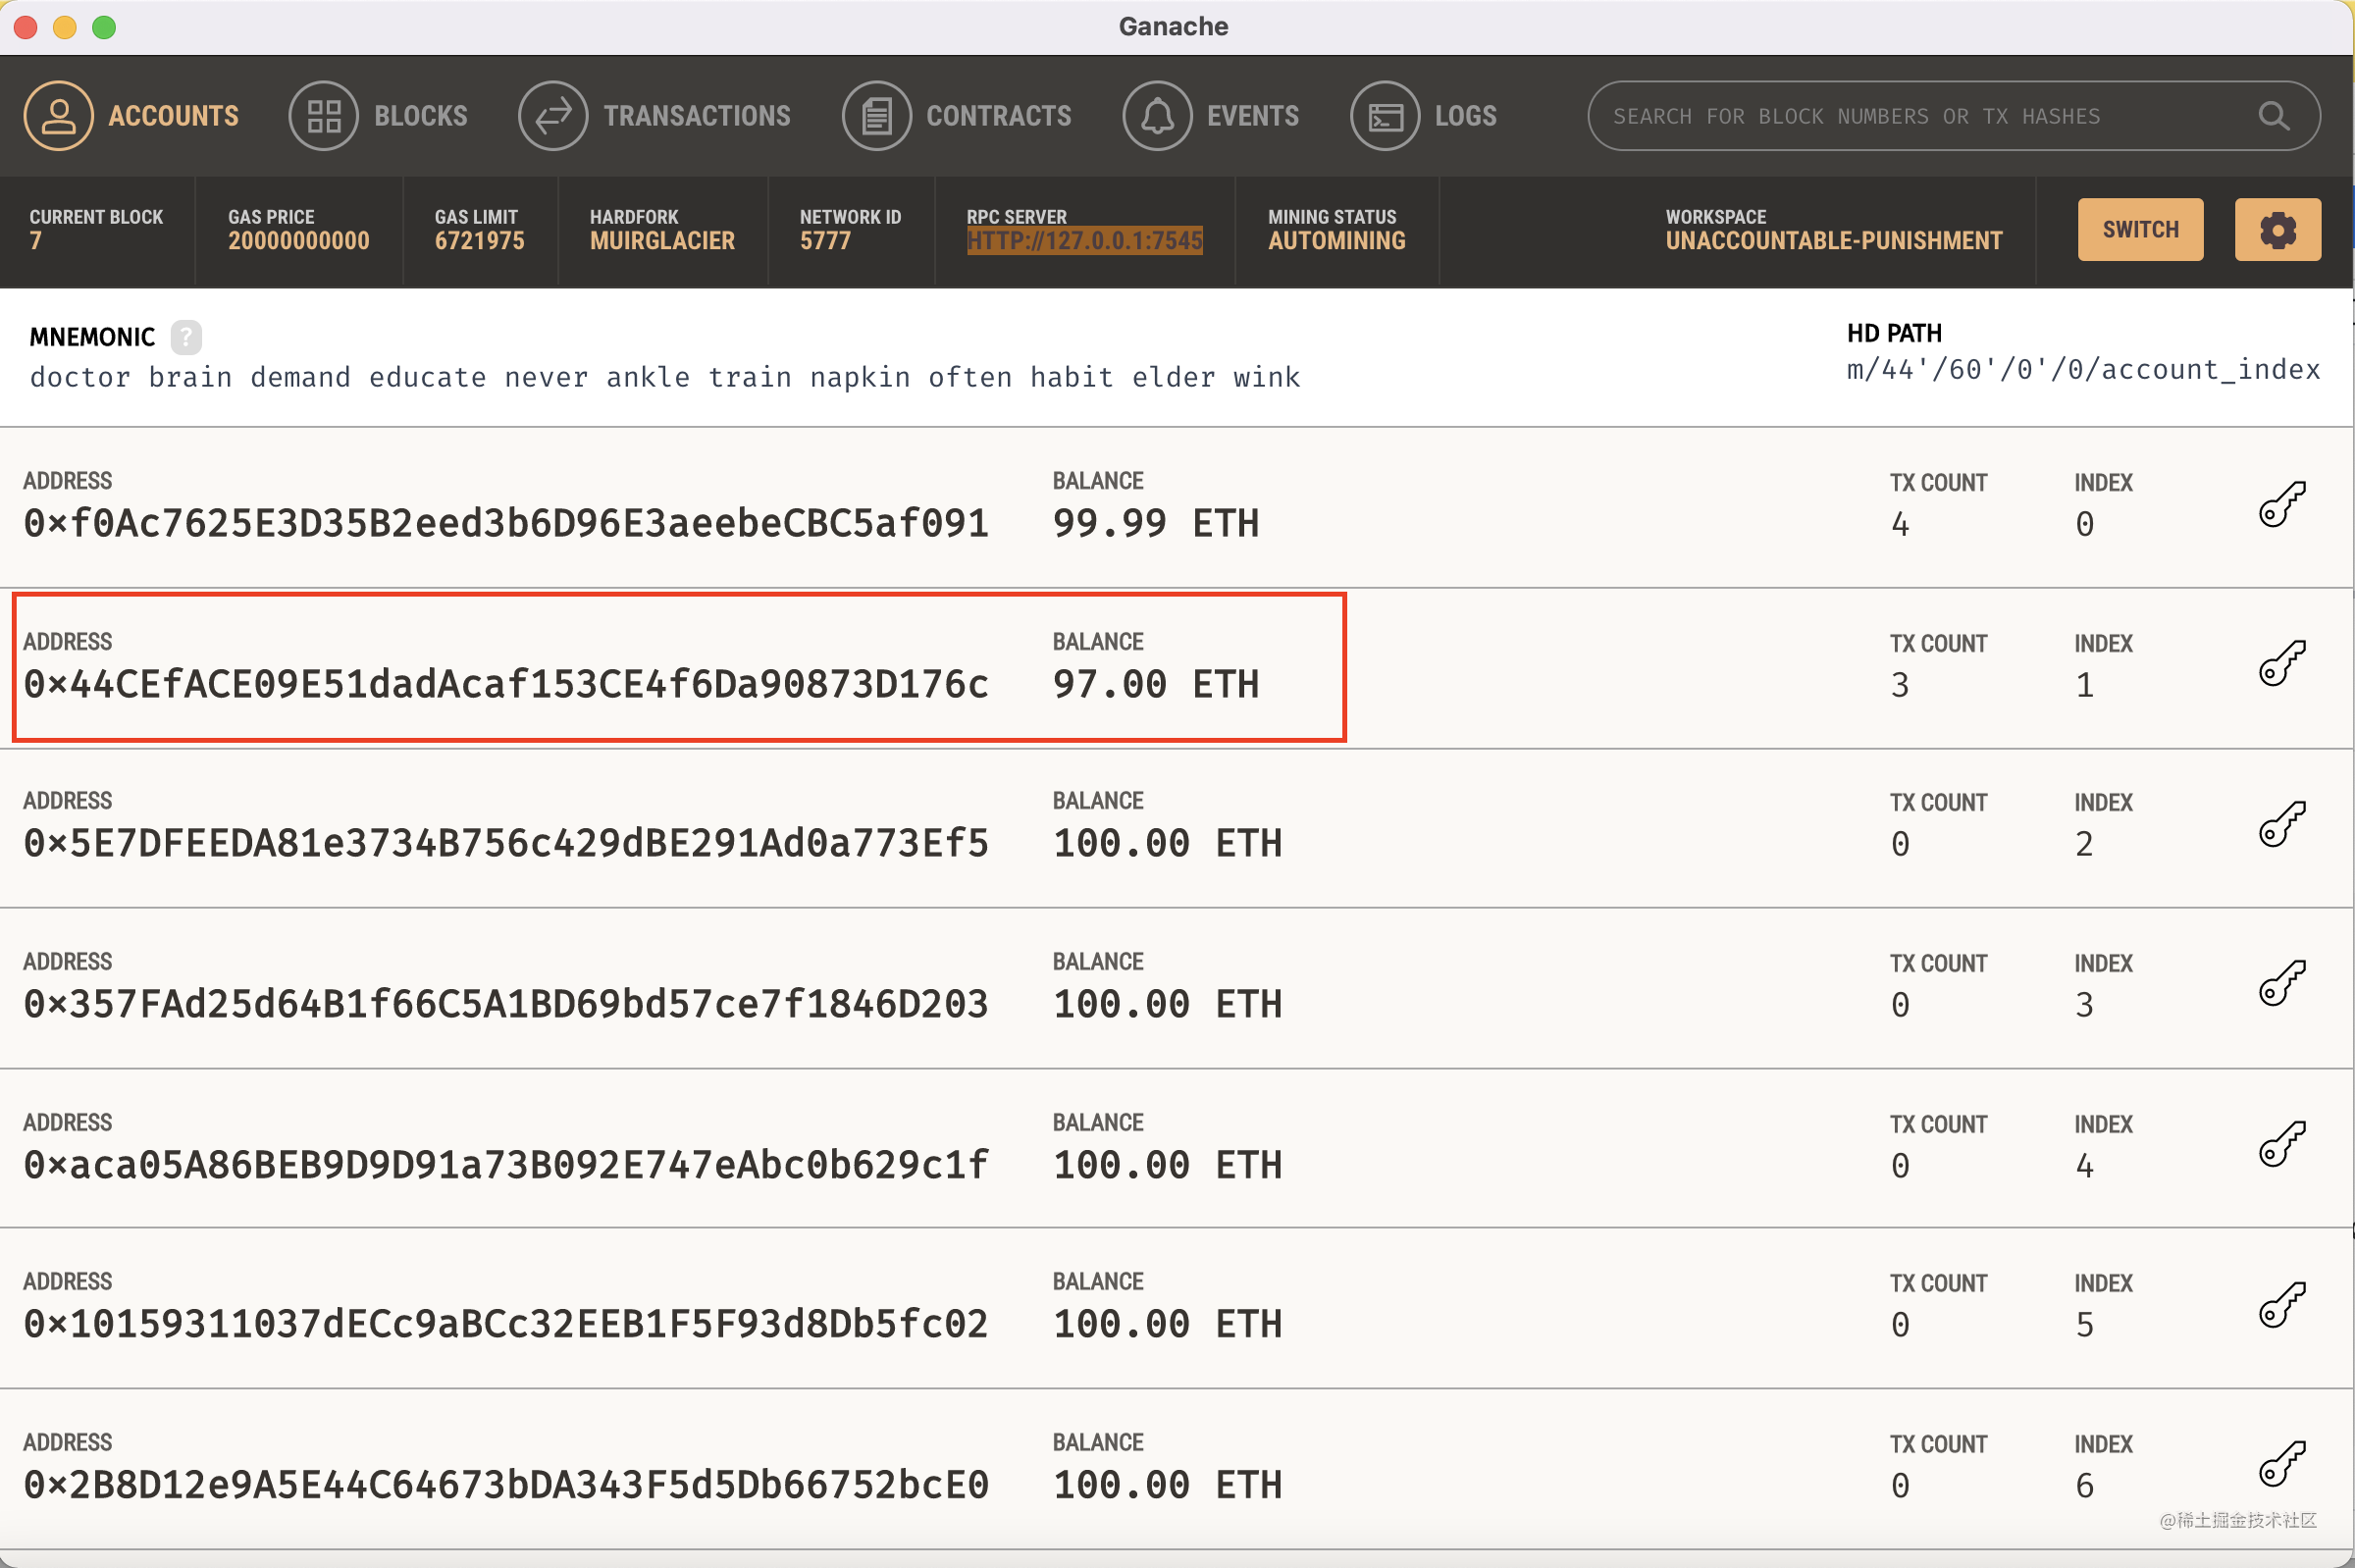 Ganache
ACCOUNTS BLOCKS TRANSACTIONS CONTRACTS EVENTS LOGS SEARCH FOR BLOCK NUMBERS OR TX HASHES
CURRENT BLOCK GAS PRICE GAS LIMIT HARDFORK NETWORK ID RPC SERVER MINING STATUS WORKSPACE
7 20000000000 6721975 MUIRGLACIER 5777 HTTP://127.0.0.1:7545 AUTOMINING UNACCOUNTABLE-PUNISHMENT SWITCH
MNEMONIC ? HD PATH
doctor brain demand educate never ankle train napkin often habit elder wink m/44'/60'/0'/0/account_index
ADDRESS BALANCE TX COUNT INDEX
0×f0Ac7625E3D35B2eed3b6D96E3aeebeCBC5af091 99.99 ETH 4 0
ADDRESS BALANCE TX COUNT INDEX
0×44CEfACE09E51dadAcaf153CE4f6Da90873D176c 97.00 ETH 3 1
ADDRESS BALANCE TX COUNT INDEX
0×5E7DFEEDA81e3734B756c429dBE291Ad0a773Ef5 100.00 ETH 0 2
ADDRESS BALANCE TX COUNT INDEX
0×357FAd25d64B1f66C5A1BD69bd57ce7f1846D203 100.00 ETH 0 3
ADDRESS BALANCE TX COUNT INDEX
0×aca05A86BEB9D9D91a73B092E747eAbc0b629c1f 100.00 ETH 0 4
ADDRESS BALANCE TX COUNT INDEX
0×10159311037dECc9aBCc32EEB1F5F93d8Db5fc02 100.00 ETH 0 5
ADDRESS BALANCE TX COUNT INDEX
0×2B8D12e9A5E44C64673bDA343F5d5Db66752bcE0 100.00 ETH 0 6
@稀土掘金技术社区